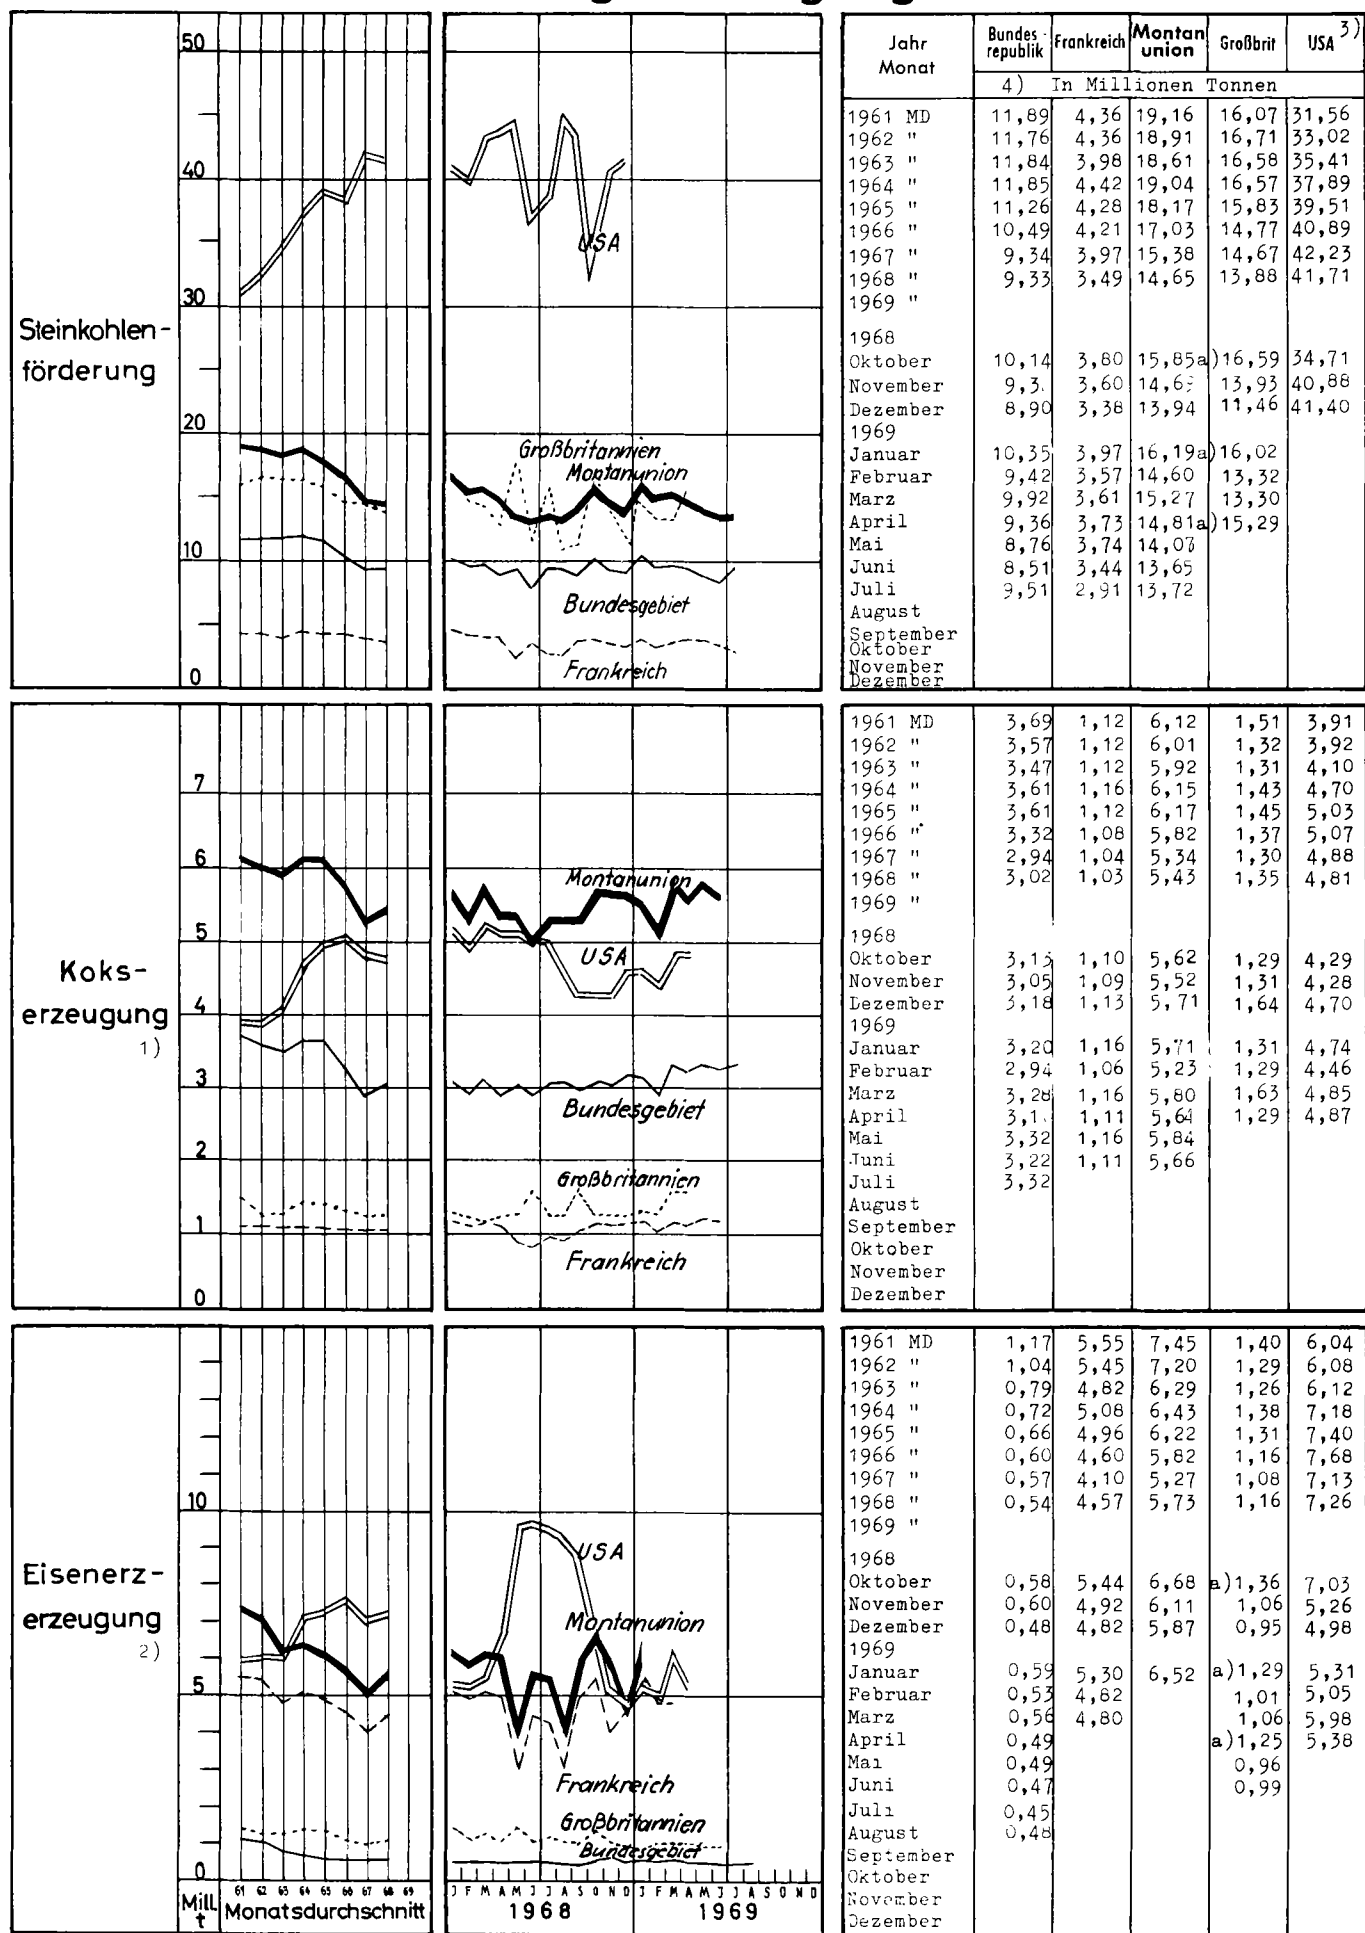 Jahr Monat
Bundes-republik Frankreich Montan union Großbrit USA 3)
4) In Millionen Tonnen
Steinkohlen-
förderung
50
40
30
20
10
0
USA
Großbritannien
Montanunion
Bundesgebiet
Frankreich
1961 MD 11,89 4,36 19,16 16,07 31,56
1962 " 11,76 4,36 18,91 16,71 33,02
1963 " 11,84 3,98 18,61 16,58 35,41
1964 " 11,85 4,42 19,04 16,57 37,89
1965 " 11,26 4,28 18,17 15,83 39,51
1966 " 10,49 4,21 17,03 14,77 40,89
1967 " 9,34 3,97 15,38 14,67 42,23
1968 " 9,33 3,49 14,65 13,88 41,71
1969 "
1968
Oktober 10,14 3,80 15,85a) 16,59 34,71
November 3,60 13,93 40,88
Dezember 8,90 3,38 13,94 11,46 41,40
1969
Januar 10,35 3,97 16,19a) 16,02
Februar 9,42 3,57 14,60 13,32
Marz 9,92 3,61 15,27 13,30
April 9,36 3,73 14,81a) 15,29
Mai 8,76 3,74
Juni 8,51 3,44 13,65
Juli 9,51 2,91 13,72
August
September
Oktober
November
Dezember
Koks-
erzeugung
1)
7
6
5
4
3
2
1
0
Montanunion
USA
Bundesgebiet
Großbritannien
Frankreich
1961 MD 3,69 1,12 6,12 1,51 3,91
1962 " 3,57 1,12 6,01 1,32 3,92
1963 " 3,47 1,12 5,92 1,31 4,10
1964 " 3,61 1,16 6,15 1,43 4,70
1965 " 3,61 1,12 6,17 1,45 5,03
1966 " 3,32 1,08 5,82 1,37 5,07
1967 " 2,94 1,04 5,34 1,30 4,88
1968 " 3,02 1,03 5,43 1,35 4,81
1969 "
1968
Oktober 1,10 5,62 1,29 4,29
November 3,05 1,09 5,52 1,31 4,28
Dezember 3,18 1,13 5,71 1,64 4,70
1969
Januar 3,20 1,16 5,71 1,31 4,74
Februar 2,94 1,06 5,23 1,29 4,46
Marz 3,28 1,16 5,80 1,63 4,85
April 1,11 5,64 1,29 4,87
Mai 3,32 1,16 5,84
Juni 3,22 1,11 5,66
Juli 3,32
August
September
Oktober
November
Dezember
Eisenerz-
erzeugung
2)
10
5
0
USA
Montanunion
Frankreich
Großbritannien
Bundesgebiet
1961 MD 1,17 5,55 7,45 1,40 6,04
1962 " 1,04 5,45 7,20 1,29 6,08
1963 " 0,79 4,82 6,29 1,26 6,12
1964 " 0,72 5,08 6,43 1,38 7,18
1965 " 0,66 4,96 6,22 1,31 7,40
1966 " 0,60 4,60 5,82 1,16 7,68
1967 " 0,57 4,10 5,27 1,08 7,13
1968 " 0,54 4,57 5,73 1,16 7,26
1969 "
1968
Oktober 0,58 5,44 6,68 a)1,36 7,03
November 0,60 4,92 6,11 1,06 5,26
Dezember 0,48 4,82 5,87 0,95 4,98
1969
Januar 0,59 5,30 6,52 a)1,29 5,31
Februar 0,53 4,82 1,01 5,05
Marz 0,56 4,80 1,06 5,98
April 0,49 a)1,25 5,38
Mai 0,49 0,96
Juni 0,47 0,99
Juli 0,45
August 0,48
September
Oktober
November
Dezember
Mill t
61 62 63 64 65 66 67 68 69
Monatsdurchschnitt
J F M A M J J A S O N D J F M A M J J A S O N D
1968 1969